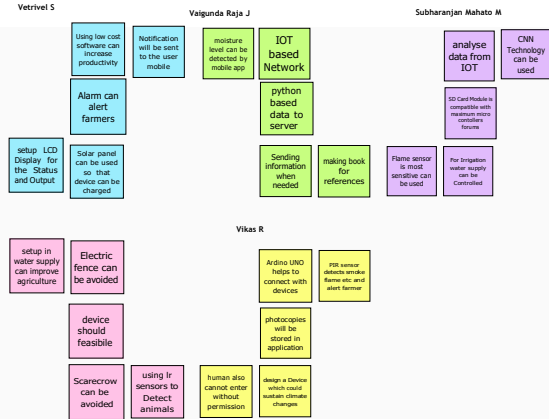 Vetrivel S
Vaigunda Raja J
Subharanjan Mahato M
Using low cost
software can
increase
productivity
Notification
will be sent
to the user
mobile
Alarm can
alert
farmers
setup LCD
Display for
the Status
and Output
Solar panel
can be used
so that
device can be
charged
moisture
level can be
detected by
mobile app
IOT
based
Network
python
based
data to
server
Sending
information
when
needed
making book
for
references
analyse
data from
IOT
CNN
Technology
can be
used
SD Card Module is
compatible with
maximum micro
contollers
forums
Flame sensor
is most
sensitive can
be used
For Irrigation
water supply
can be
Controlled
Vikas R
setup in
water supply
can improve
agriculture
Electric
fence can
be avoided
device
should
feasibile
Scarecrow
can be
avoided
using Ir
sensors to
Detect
animals
Ardino UNO
helps to
connect with
devices
PIR sensor
detects smoke
flame etc and
alert farmer
photocopies
will be
stored in
application
human also
cannot enter
without
permission
design a Device
which could
sustain climate
changes